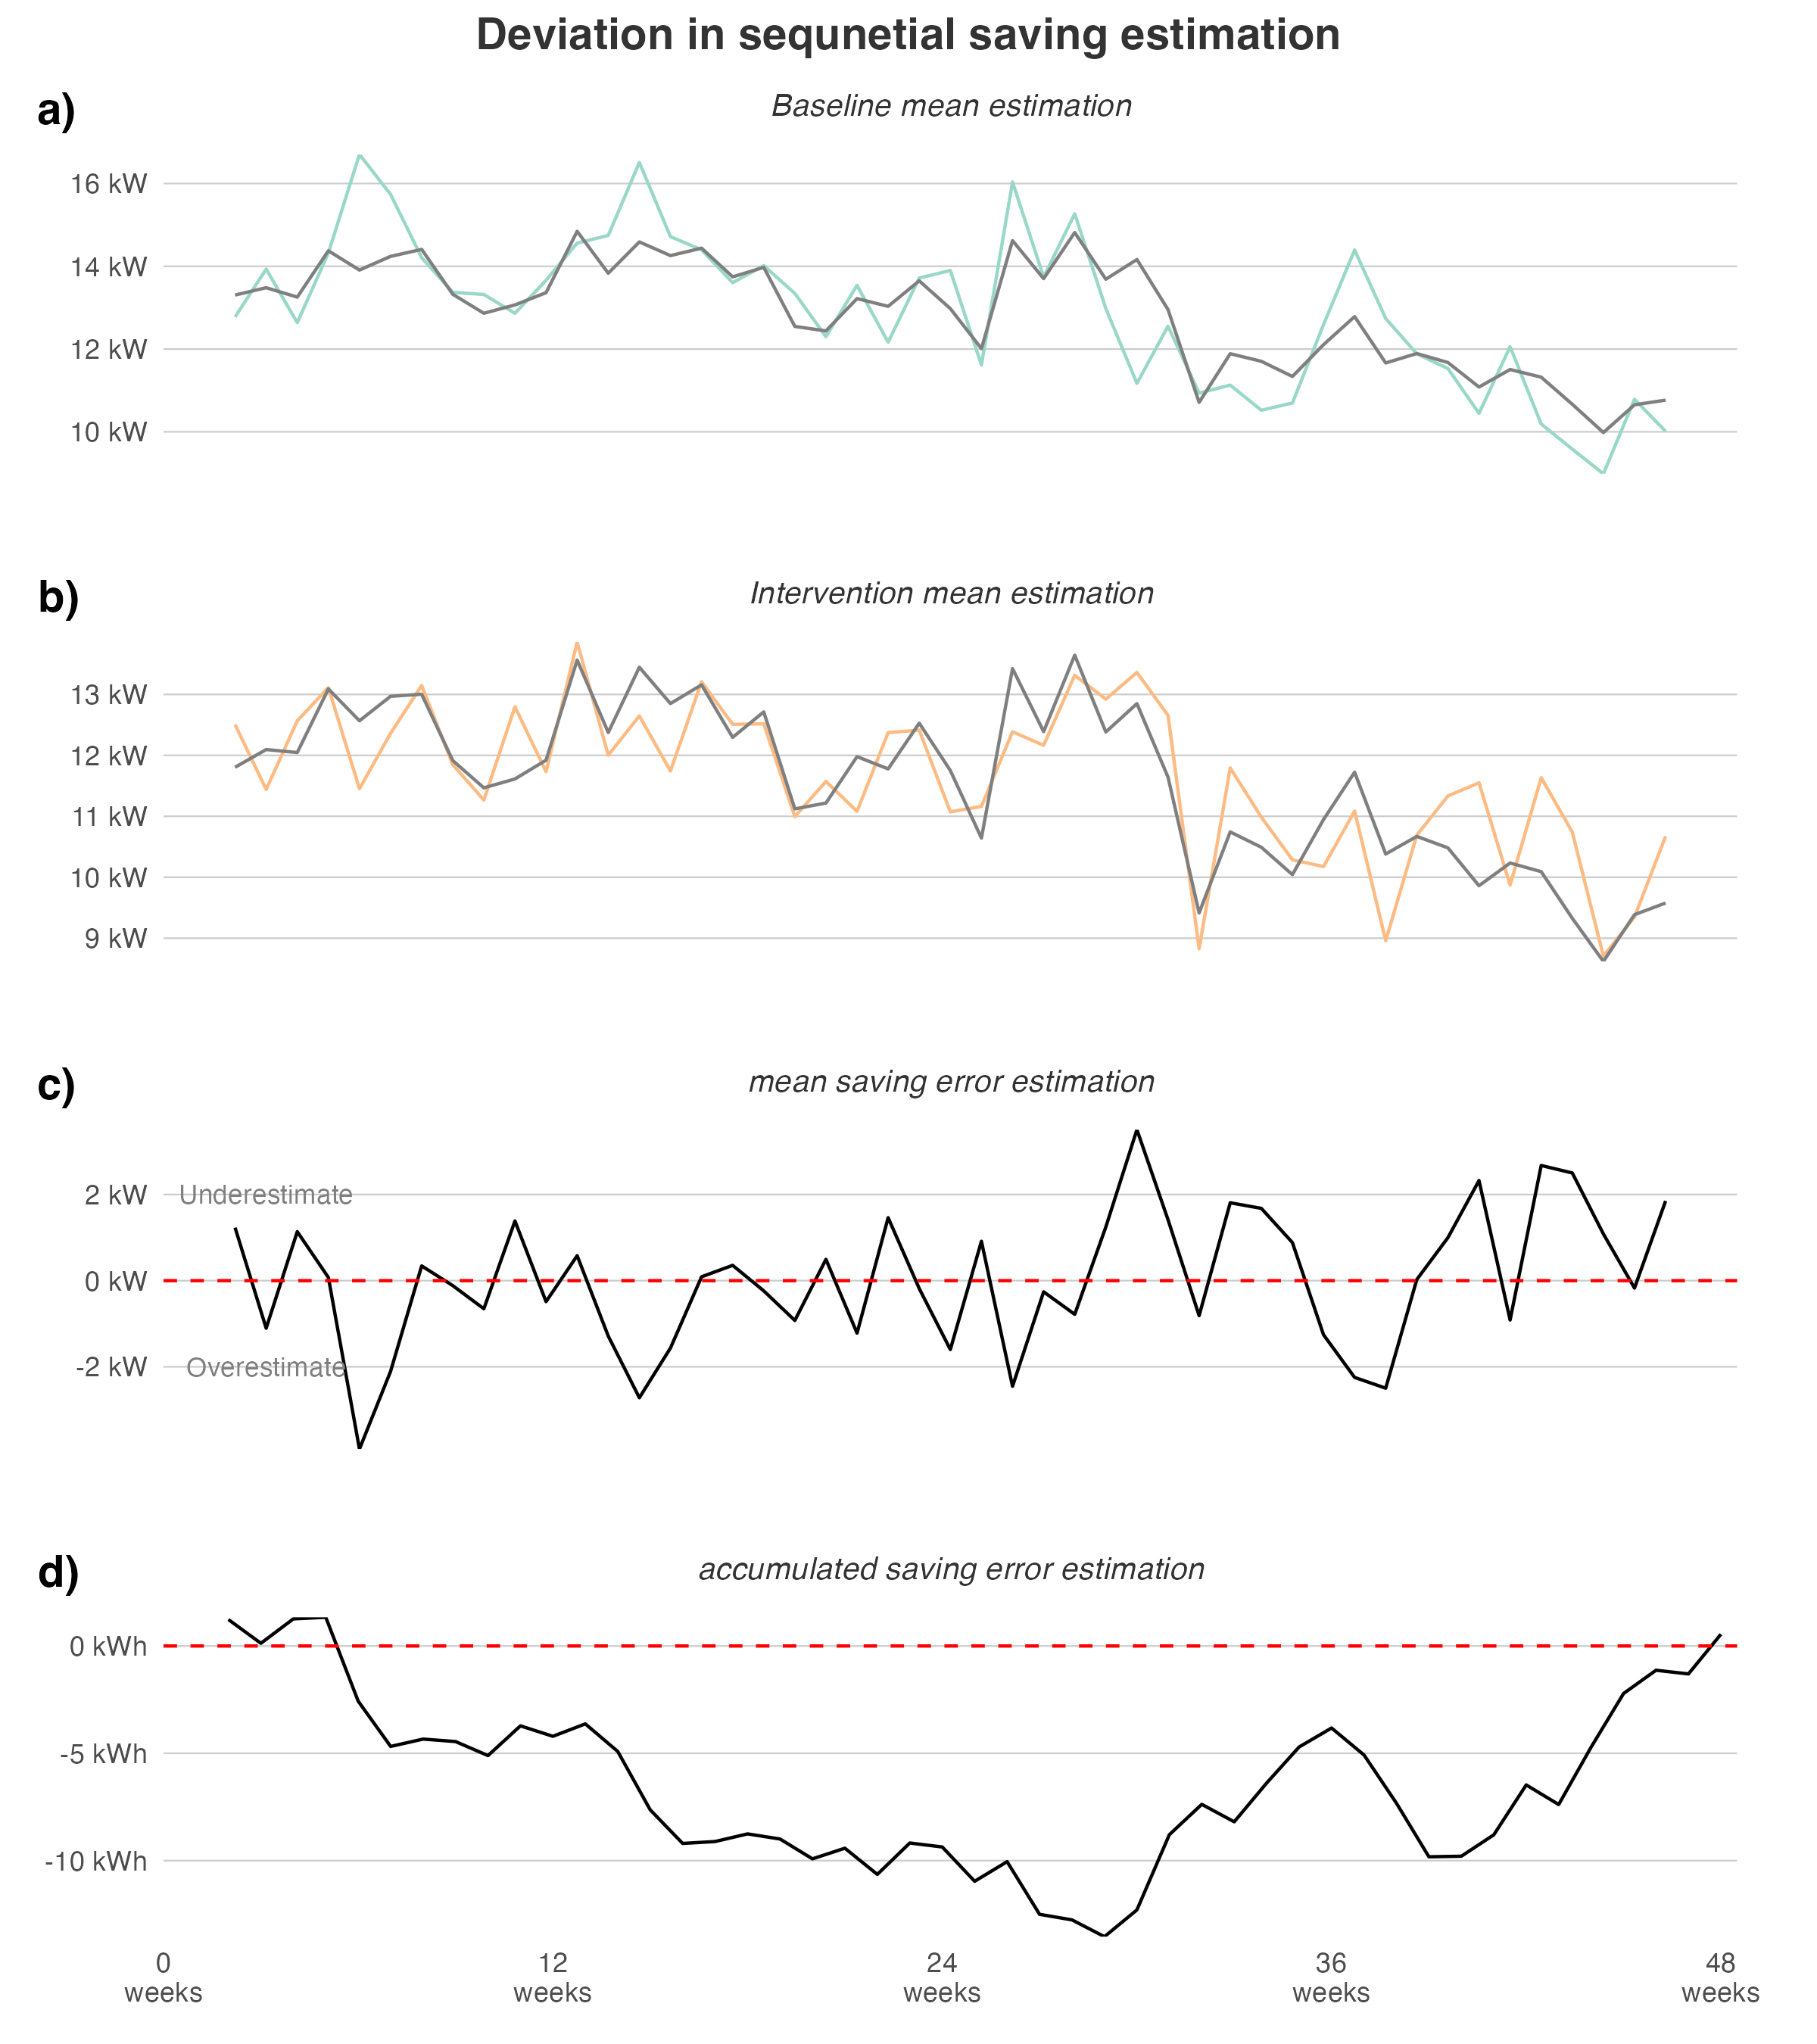 Deviation in sequnetial saving estimation
a)
Baseline mean estimation
16 kW
14 kW
12 kW
10 kW
b)
Intervention mean estimation
13 kW
12 kW
11 kW
10 kW
9 kW
c)
mean saving error estimation
2 kW
Underestimate
0 kW
-2 kW
Overestimate
d)
accumulated saving error estimation
0 kWh
-5 kWh
-10 kWh
0 12 24 36 48
weeks weeks weeks weeks weeks